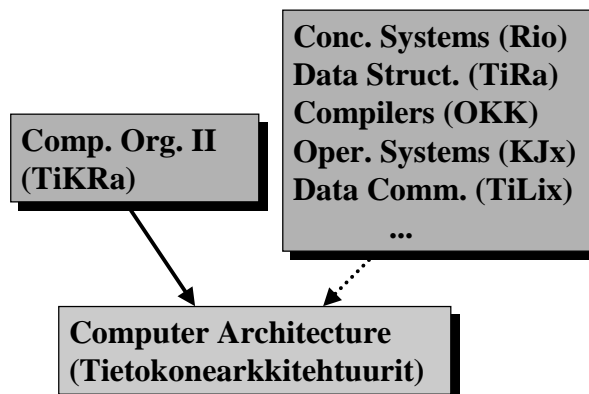 Conc. Systems (Rio)
Data Struct. (TiRa)
Compilers (OKK)
Oper. Systems (KJx)
Data Comm. (TiLix)
...
Comp. Org. II
(TiKRa)
Computer Architecture
(Tietokonearkkitehtuurit)